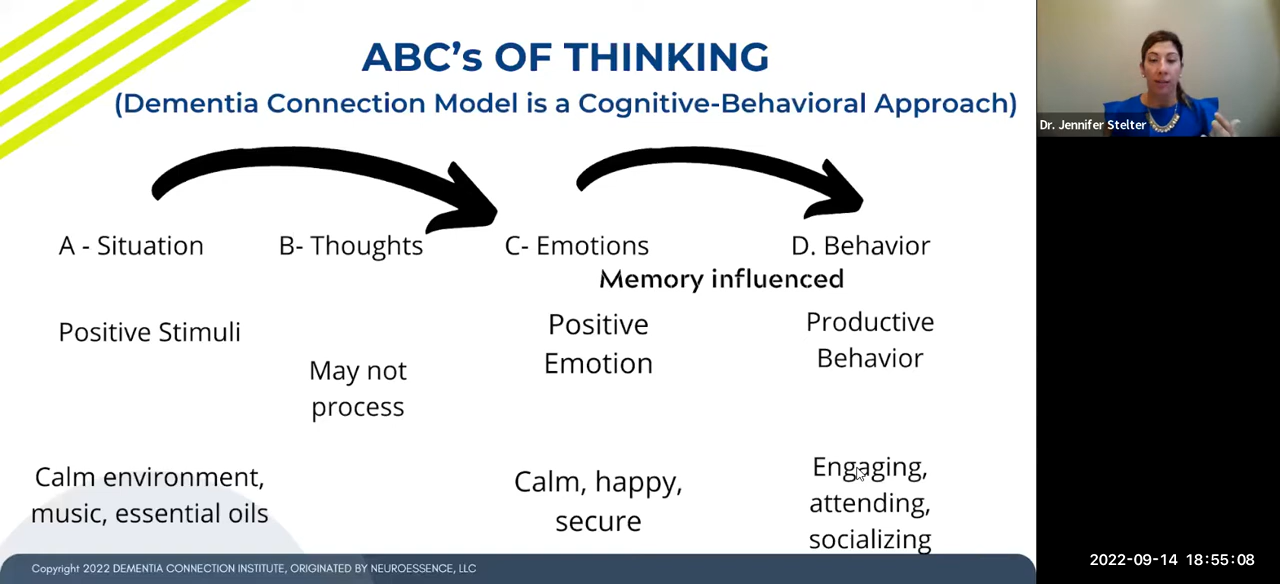 ABC's OF THINKING
(Dementia Connection Model is a Cognitive-Behavioral Approach)
A - Situation
B- Thoughts
C- Emotions
D. Behavior
Memory influenced
Positive Stimuli
May not
process
Positive
Emotion
Productive
Behavior
Calm environment,
music, essential oils
Calm, happy,
secure
Engaging,
attending,
socializing
Copyright 2022 DEMENTIA CONNECTION INSTITUTE, ORIGINATED BY NEUROESSENCE, LLC
Dr. Jennifer Stelter
2022-09-14 18:55:08